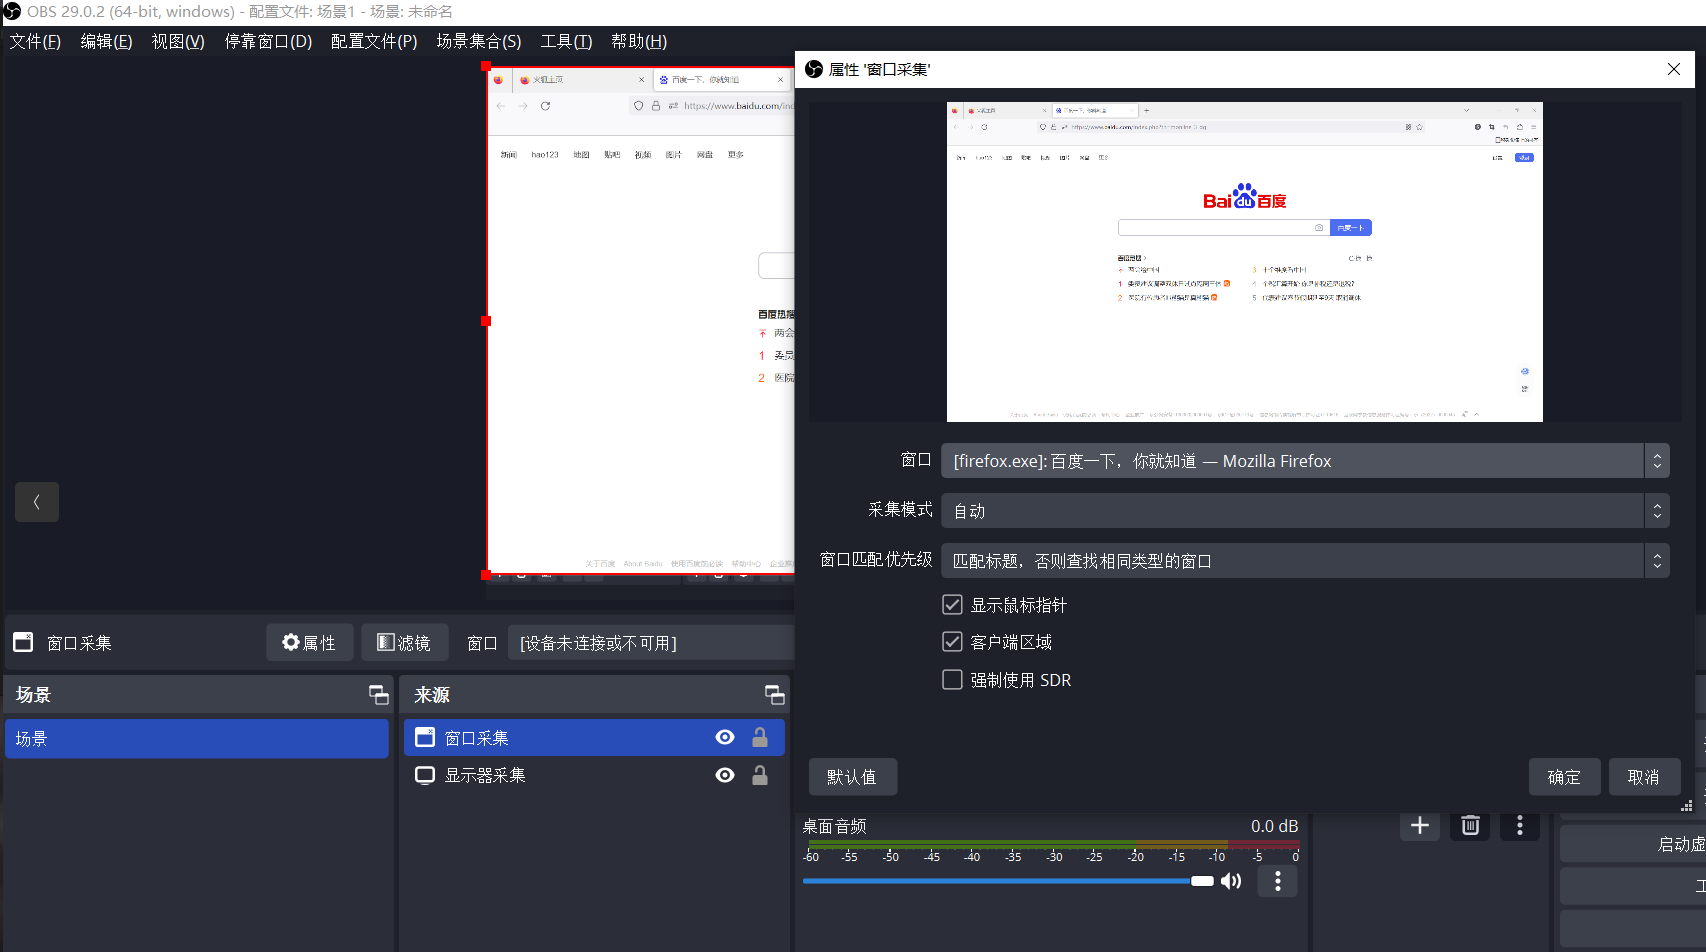 OBS 29.0.2 (64-bit, windows) - 配置文件: 场景1 - 场景: 未命名
文件(F) 编辑(E) 视图(V) 停靠窗口(D) 配置文件(P) 场景集合(S) 工具(T) 帮助(H)
火狐主页 百度一下，你就知道
https://www.baidu.com/ind
新闻 hao123 地图 贴吧 视频 图片 网盘 更多
百度热搜
两会
1 委员
2 医院
关于百度 About Baidu 使用百度前必读 帮助中心 企业推
属性 '窗口采集'
Bai du 百度
百度一下
百度热搜
窗口 [firefox.exe]: 百度一下，你就知道 — Mozilla Firefox
采集模式 自动
窗口匹配优先级 匹配标题，否则查找相同类型的窗口
显示鼠标指针
客户端区域
强制使用 SDR
默认值 确定 取消
窗口采集 属性 滤镜 窗口 [设备未连接或不可用]
场景 来源
场景
窗口采集
显示器采集
桌面音频 0.0 dB
-60 -55 -50 -45 -40 -35 -30 -25 -20 -15 -10 -5 0
启动虚
工